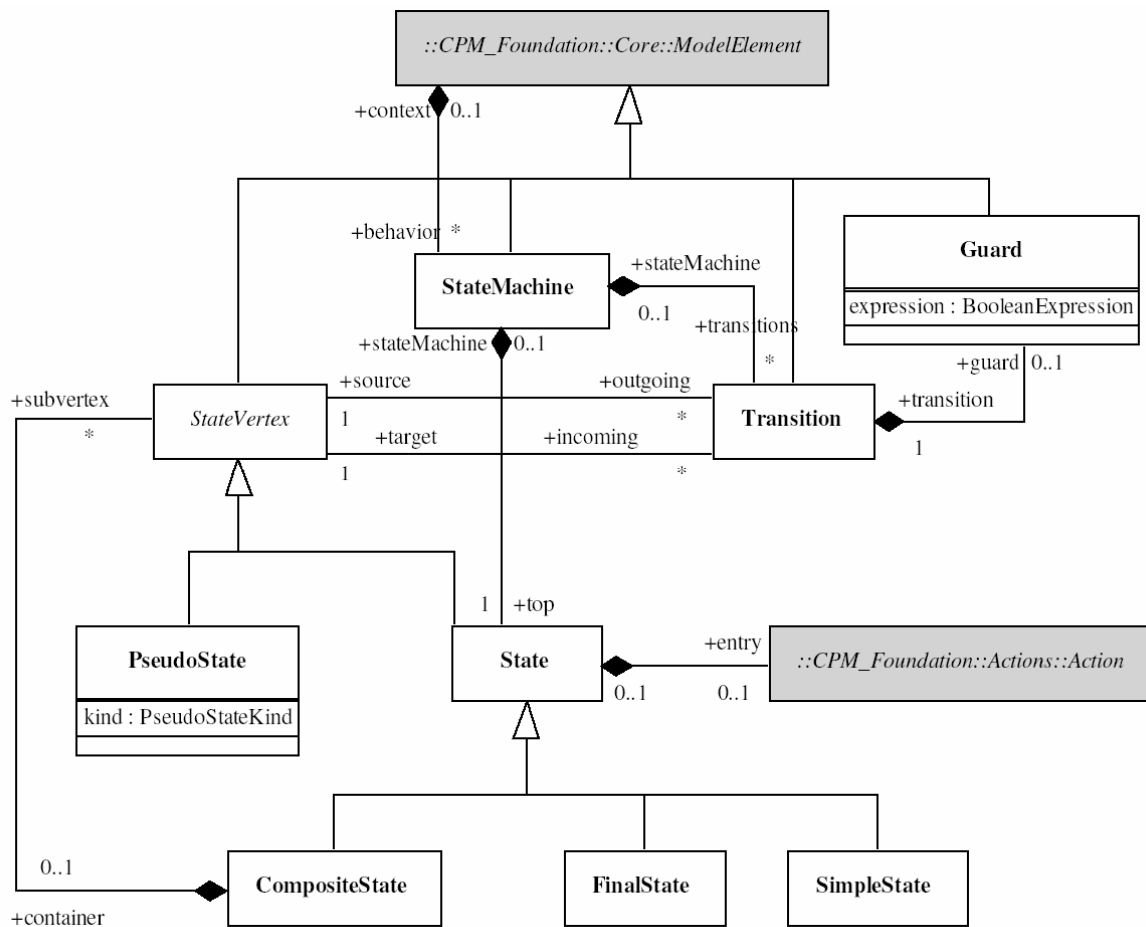 ::CPM_Foundation::Core::ModelElement
+context 0..1
+behavior *
Guard
expression : BooleanExpression
StateMachine
+stateMachine
0..1
+transitions
*
+stateMachine 0..1
+guard 0..1
+subvertex
*
StateVertex
+source
1
+outgoing
*
+target
1
+incoming
*
Transition
+transition
1
1 +top
PseudoState
kind : PseudoStateKind
State
0..1
+entry
0..1
::CPM_Foundation::Actions::Action
0..1
+container
CompositeState
FinalState
SimpleState